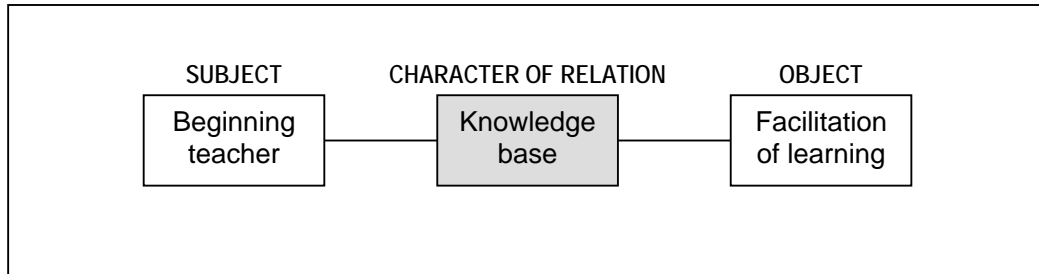 SUBJECT CHARACTER OF RELATION OBJECT
Beginning teacher
Knowledge base
Facilitation of learning